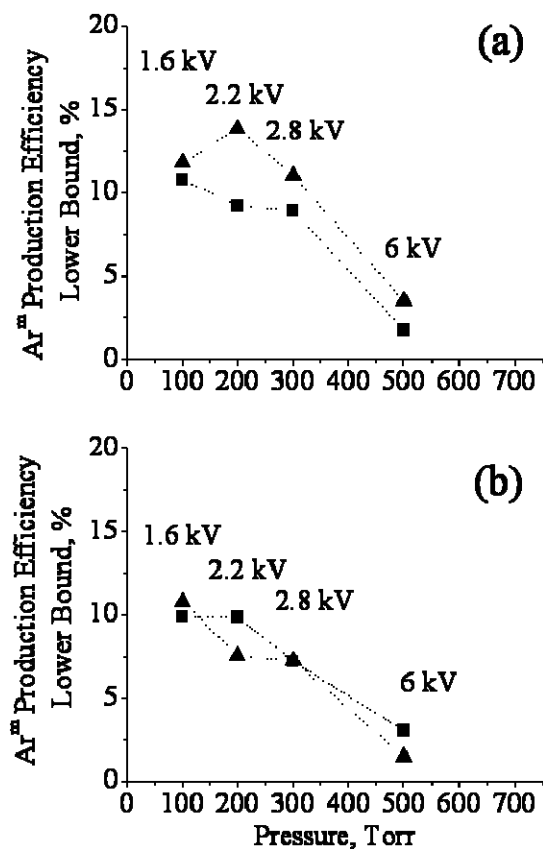 (a)
20
15
10
5
0
1.6 kV
2.2 kV
2.8 kV
6 kV
Arᵐ Production Efficiency
Lower Bound, %
0 100 200 300 400 500 600 700
(b)
20
15
10
5
0
1.6 kV
2.2 kV
2.8 kV
6 kV
Arᵐ Production Efficiency
Lower Bound, %
0 100 200 300 400 500 600 700
Pressure, Torr